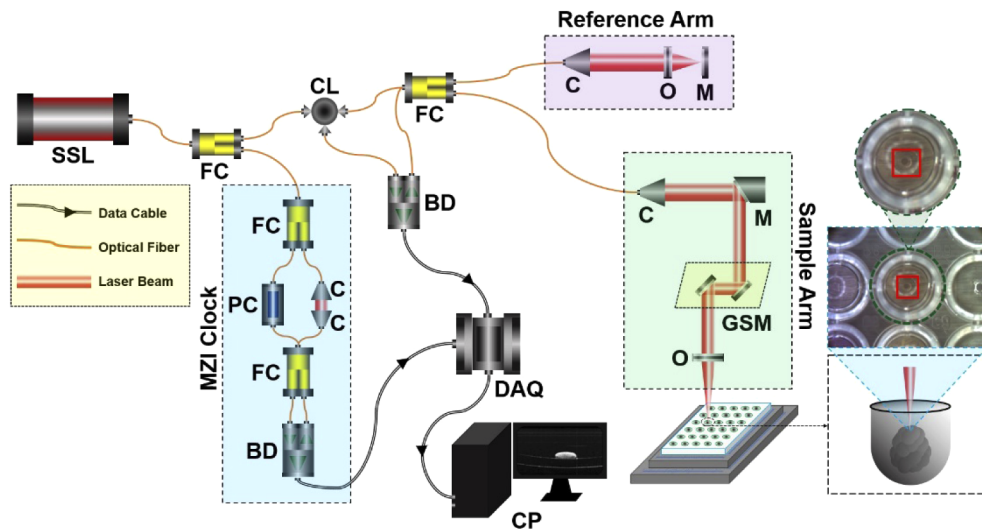 Reference Arm
C
O
M
CL
FC
SSL
FC
BD
C
M
GSM
O
Sample Arm
Data Cable
Optical Fiber
Laser Beam
FC
PC
C
C
FC
BD
MZI Clock
DAQ
CP